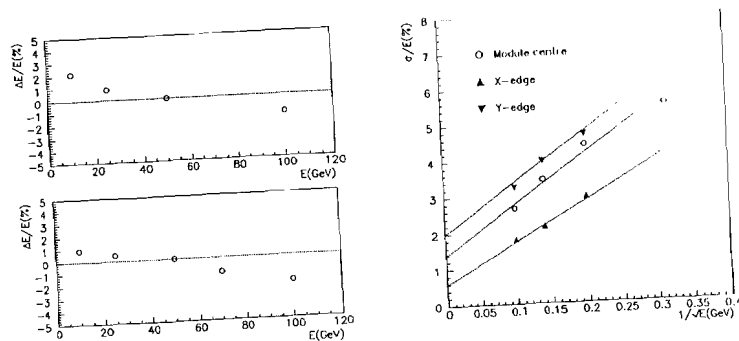 ΔE/E(%)
5
4
3
2
1
0
-1
-2
-3
-4
-5
0 20 40 60 80 100 120
E(GeV)
ΔE/E(%)
5
4
3
2
1
0
-1
-2
-3
-4
-5
0 20 40 60 80 100 120
E(GeV)
σ/E(%)
8
7
6
5
4
3
2
1
0
Module centre
X-edge
Y-edge
0 0.05 0.1 0.15 0.2 0.25 0.3 0.35 0.4
1/√E(GeV)